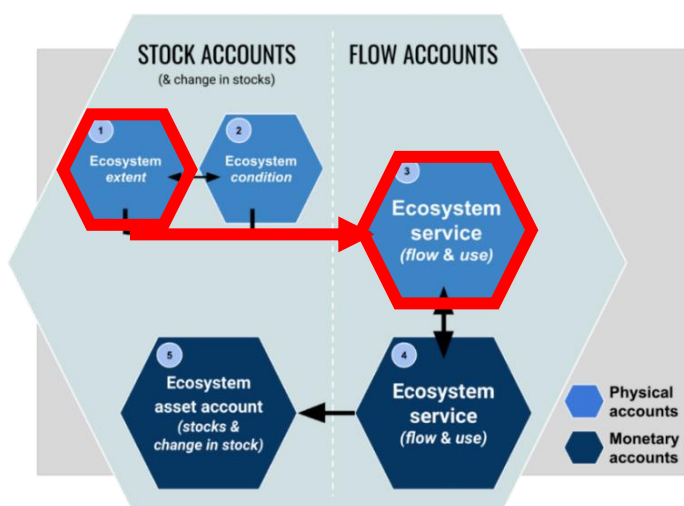 STOCK ACCOUNTS
(& change in stocks)
FLOW ACCOUNTS
1
Ecosystem
extent
2
Ecosystem
condition
3
Ecosystem
service
(flow & use)
5
Ecosystem
asset account
(stocks &
change in stock)
4
Ecosystem
service
(flow & use)
Physical
accounts
Monetary
accounts